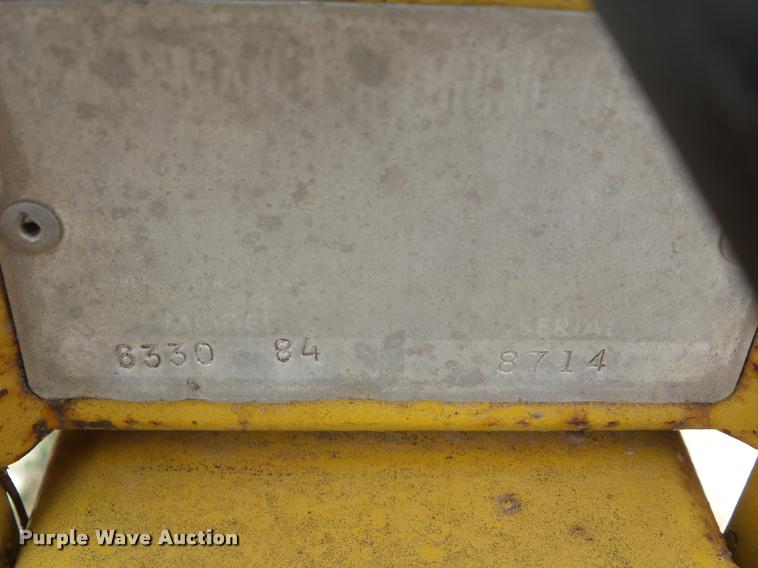 MODEL SERIAL
8330 84 8714
Purple Wave Auction